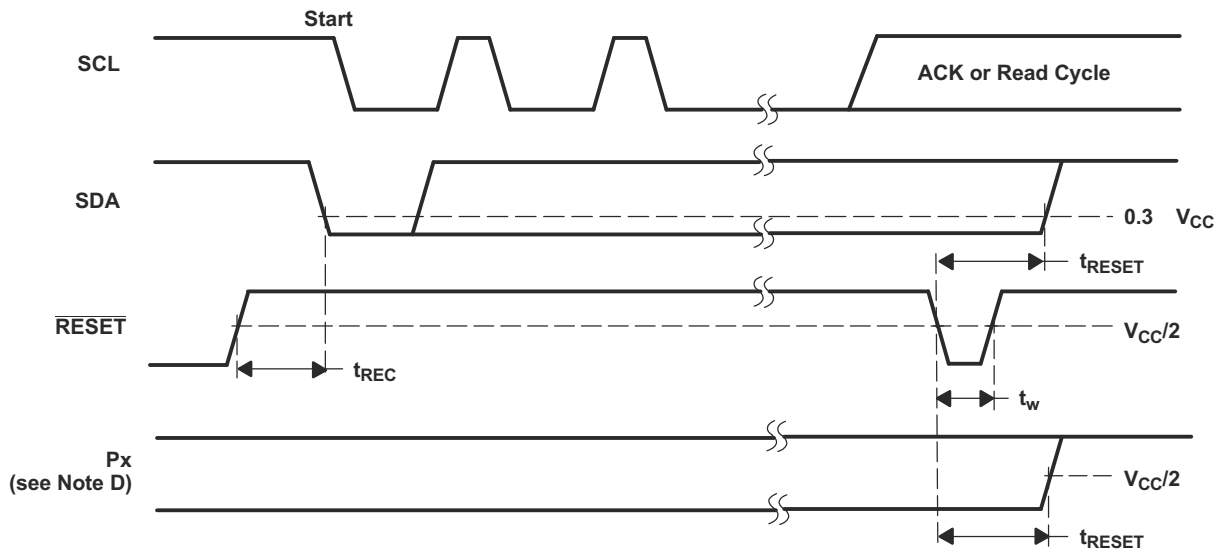 Start
SCL
ACK or Read Cycle
SDA
0.3 VCC
tRESET
RESET
VCC/2
tREC
tw
Px
(see Note D)
VCC/2
tRESET